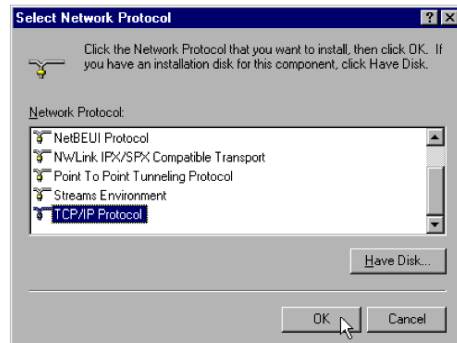 Select Network Protocol
Click the Network Protocol that you want to install, then click OK. If
you have an installation disk for this component, click Have Disk.
Network Protocol:
NetBEUI Protocol
NWLink IPX/SPX Compatible Transport
Point To Point Tunneling Protocol
Streams Environment
TCP/IP Protocol
Have Disk...
OK
Cancel